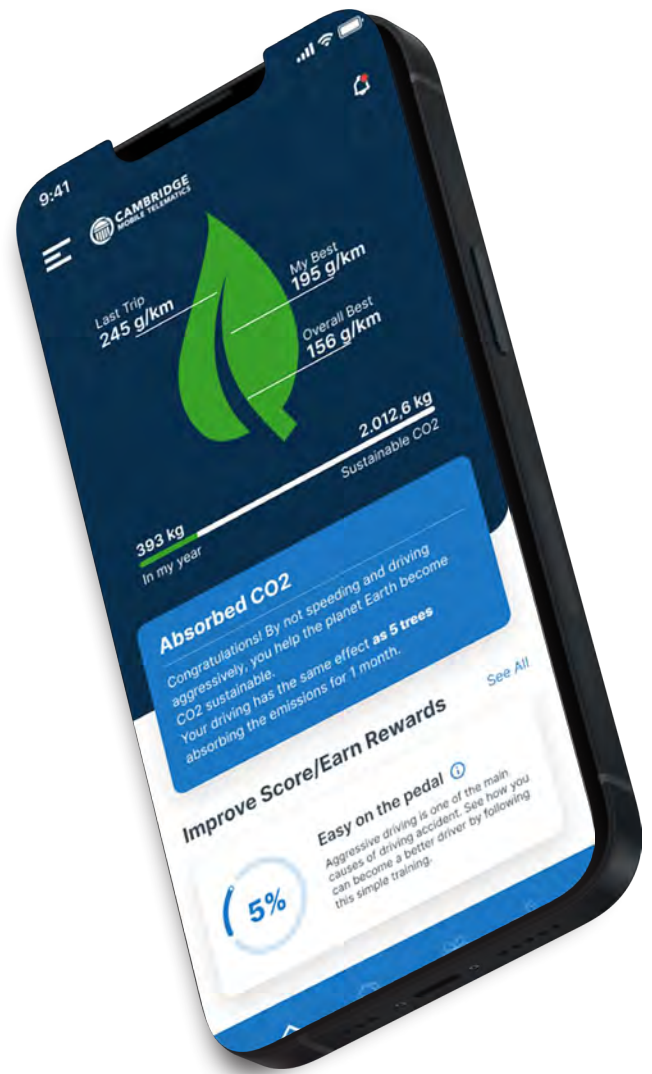 9:41
CAMBRIDGE
MOBILE TELEMATICS
Last Trip
245 g/km
My Best
195 g/km
Overall Best
156 g/km
393 kg
In my year
2.012,6 kg
Sustainable CO2
Absorbed CO2
Congratulations! By not speeding and driving
aggressively, you help the planet Earth become
CO2 sustainable.
Your driving has the same effect as 5 trees
absorbing the emissions for 1 month.
Improve Score/Earn Rewards
See All
5%
Easy on the pedal
Aggressive driving is one of the main
causes of driving accident. See how you
can become a better driver by following
this simple training.